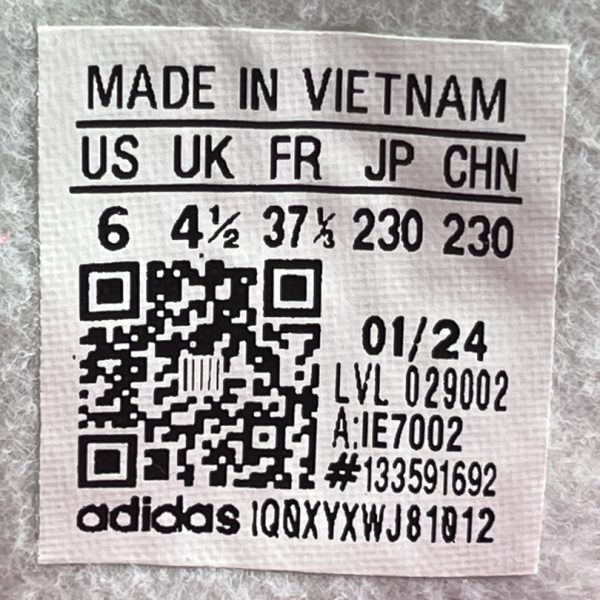 MADE IN VIETNAM
US UK FR JP CHN
6 4½ 37⅓ 230 230
01/24
LVL 029002
A:IE7002
#133591692
adidas 1Q0XYXWJ81012